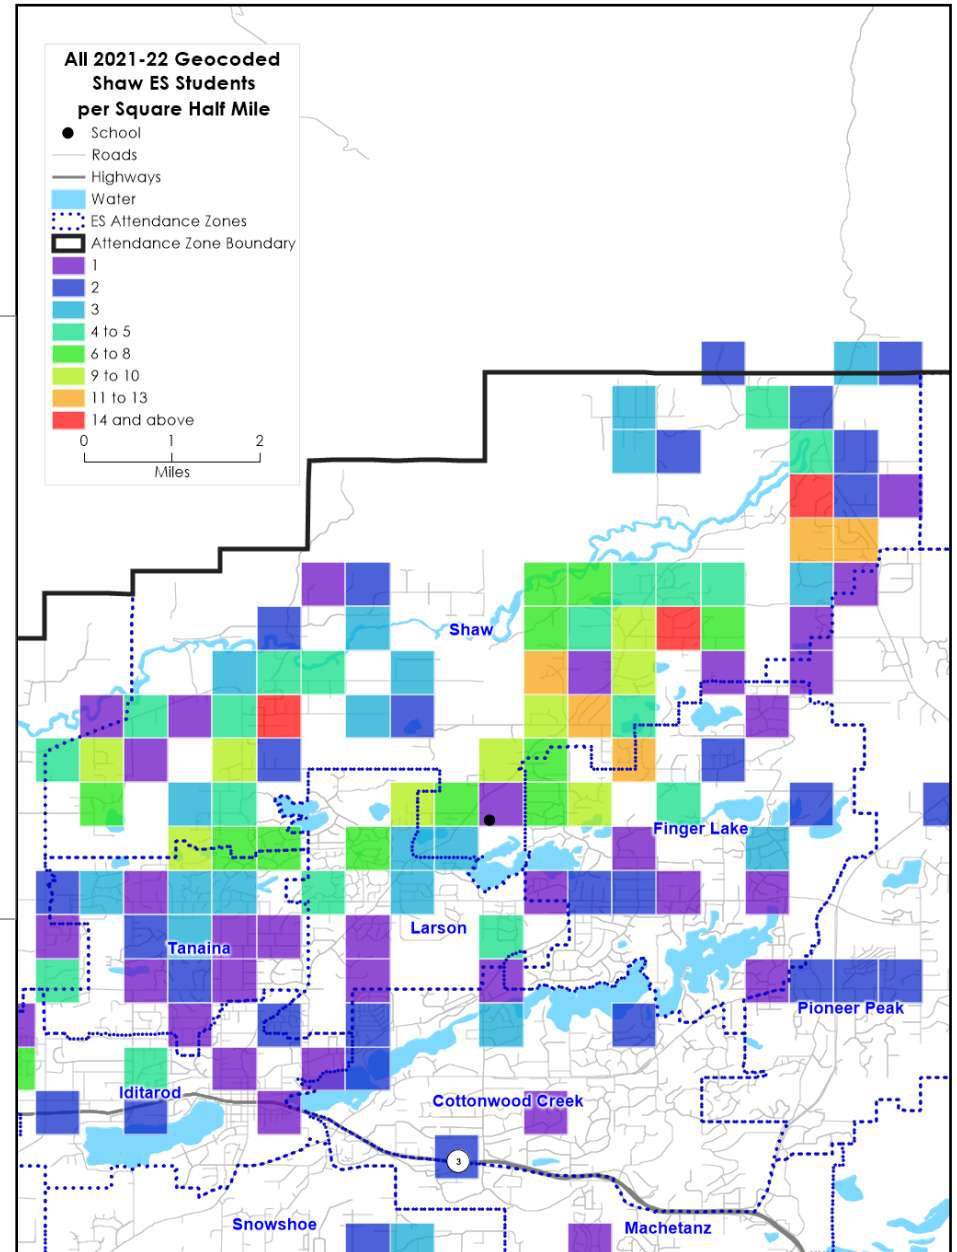 All 2021-22 Geocoded
Shaw ES Students
per Square Half Mile
School
Roads
Highways
Water
ES Attendance Zones
Attendance Zone Boundary
1
2
3
4 to 5
6 to 8
9 to 10
11 to 13
14 and above
0 1 2
Miles
Shaw
Finger Lake
Larson
Tanaina
Pioneer Peak
Iditarod
Cottonwood Creek
3
Snowshoe
Machetanz